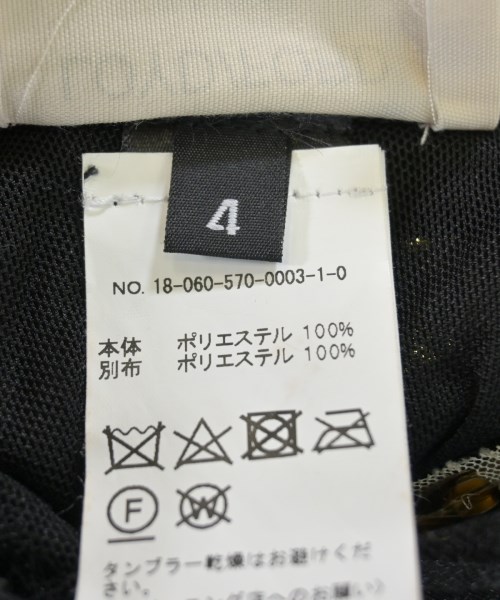 4
NO. 18-060-570-0003-1-0
本体 ポリエステル 100%
別布 ポリエステル 100%
F W
タンブラー乾燥はお避けくだ
さい。